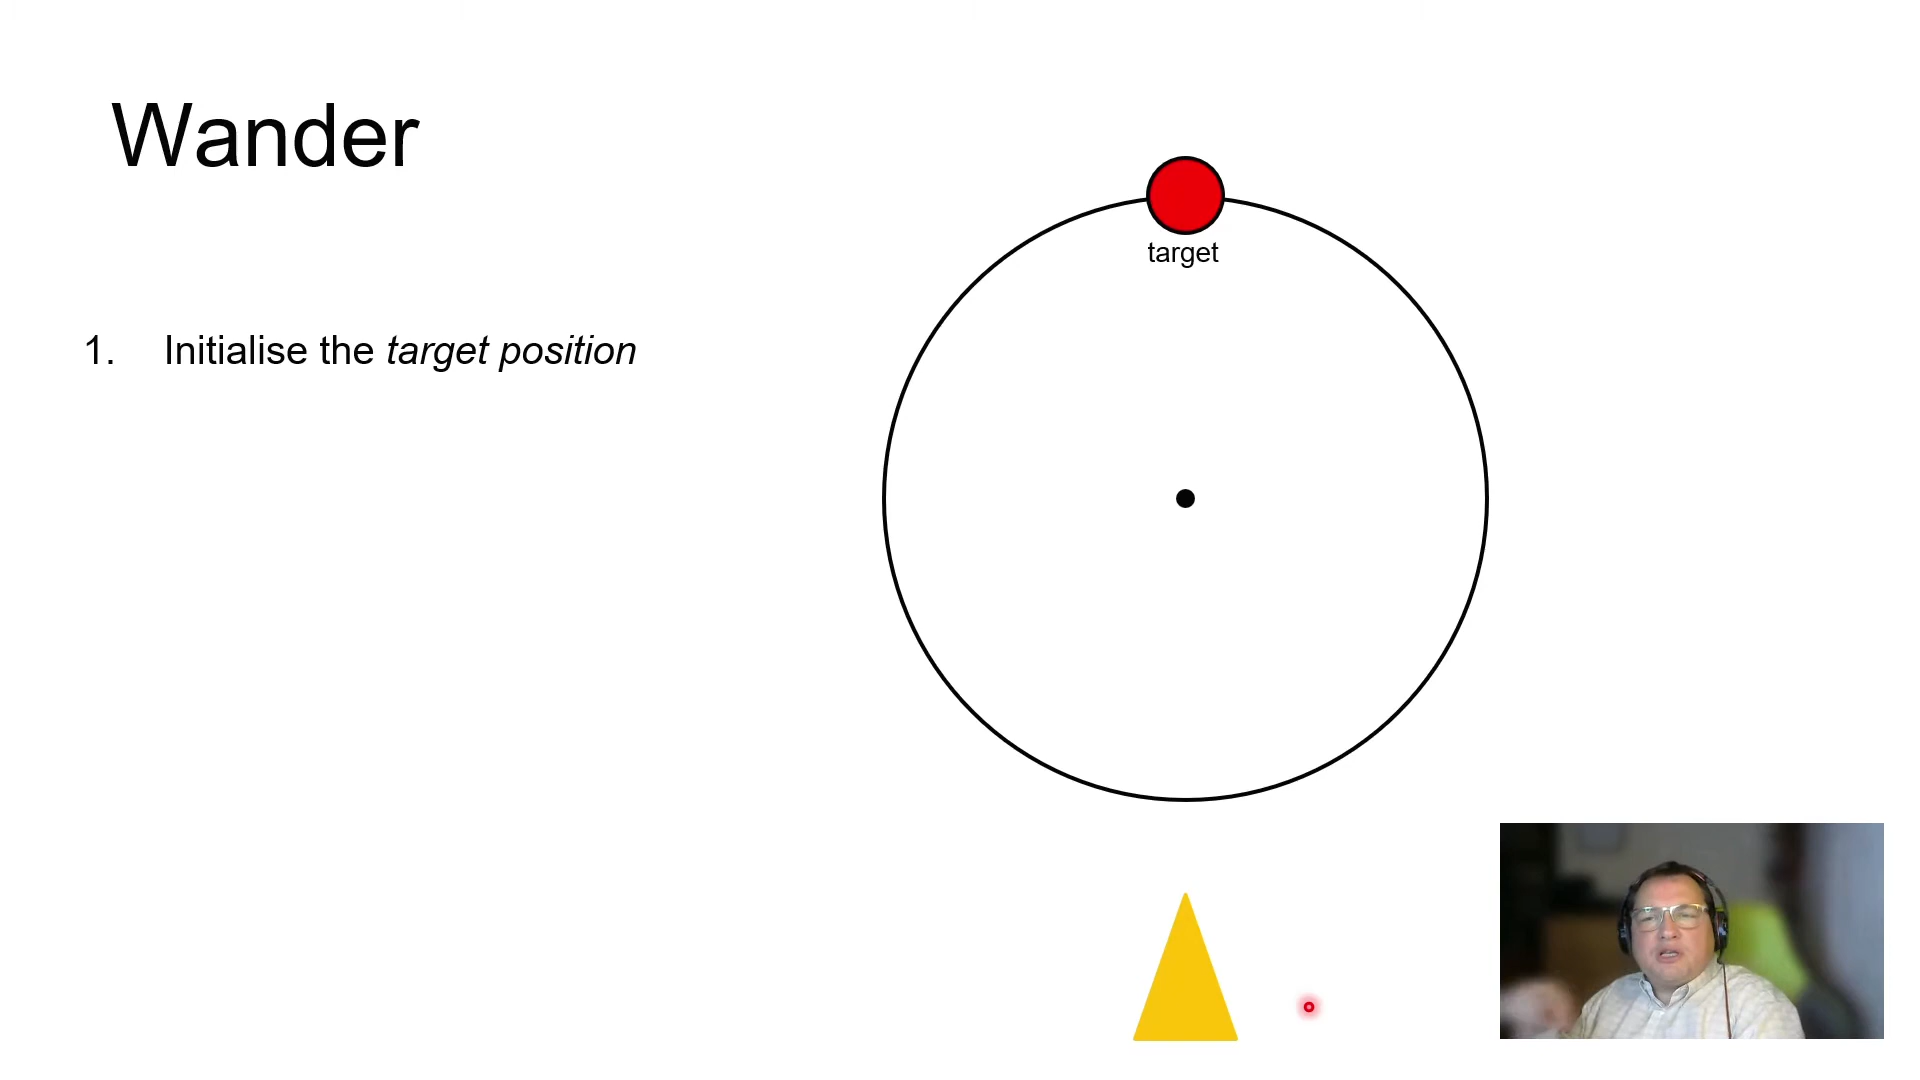 Wander
target
1. Initialise the target position